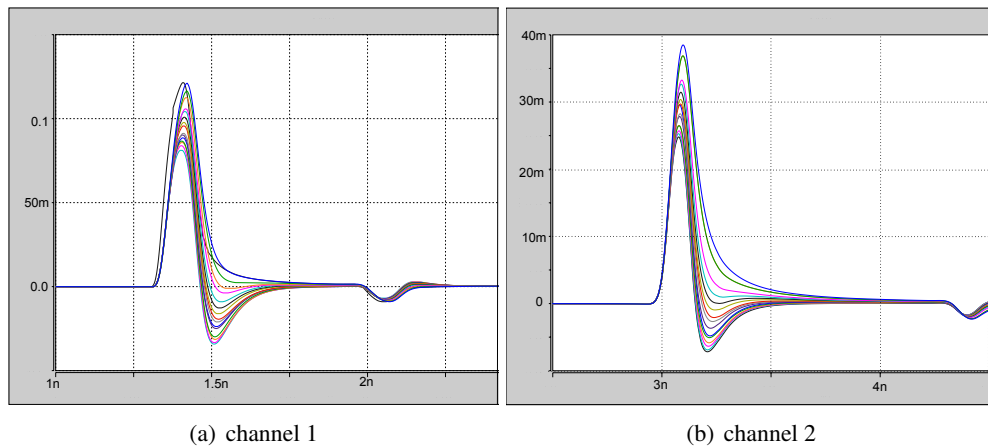 0.1
50m
0.0
1n
1.5n
2n
40m
30m
20m
10m
0
3n
4n
(a) channel 1
(b) channel 2